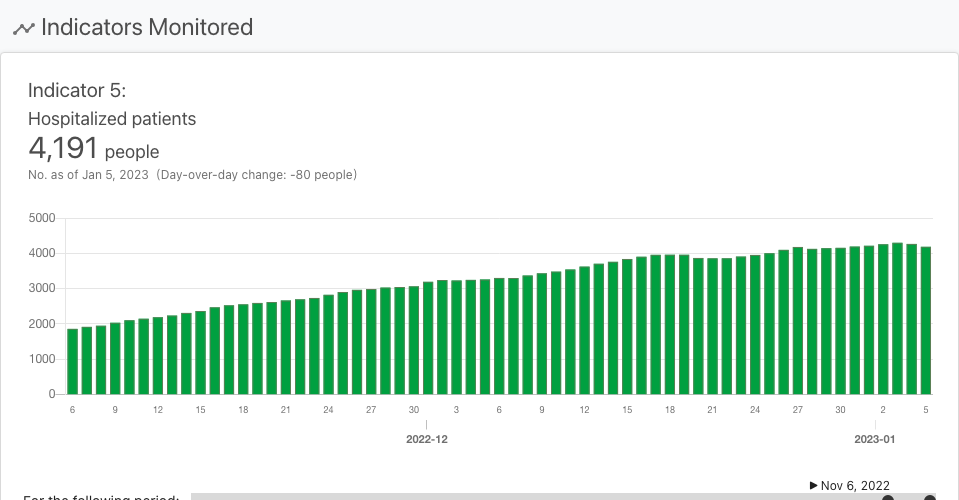 Indicators Monitored
Indicator 5:
Hospitalized patients
4,191 people
No. as of Jan 5, 2023 (Day-over-day change: -80 people)
5000
4000
3000
2000
1000
0
6 9 12 15 18 21 24 27 30 3 6 9 12 15 18 21 24 27 30 2 5
2022-12 2023-01
▶ Nov 6, 2022
For the following period: